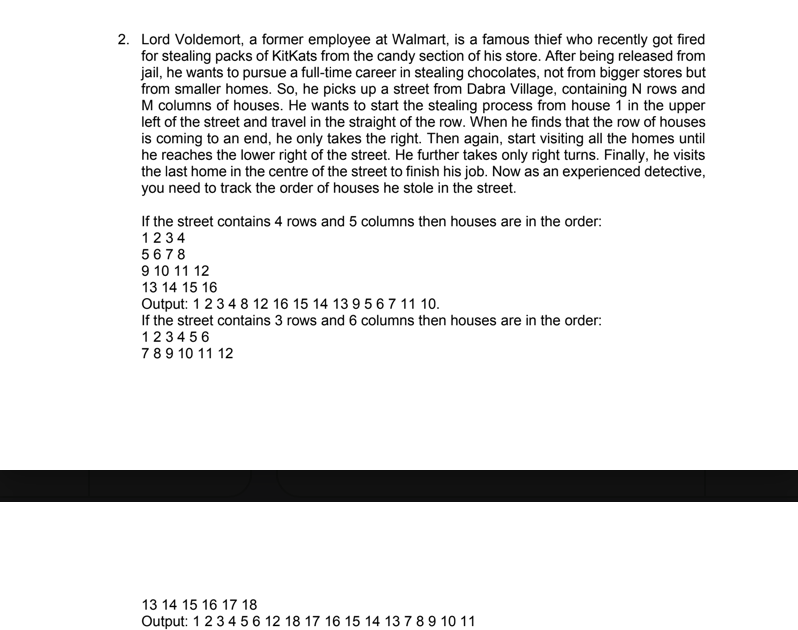 2. Lord Voldemort, a former employee at Walmart, is a famous thief who recently got fired
for stealing packs of KitKats from the candy section of his store. After being released from
jail, he wants to pursue a full-time career in stealing chocolates, not from bigger stores but
from smaller homes. So, he picks up a street from Dabra Village, containing N rows and
M columns of houses. He wants to start the stealing process from house 1 in the upper
left of the street and travel in the straight of the row. When he finds that the row of houses
is coming to an end, he only takes the right. Then again, start visiting all the homes until
he reaches the lower right of the street. He further takes only right turns. Finally, he visits
the last home in the centre of the street to finish his job. Now as an experienced detective,
you need to track the order of houses he stole in the street.
If the street contains 4 rows and 5 columns then houses are in the order:
1 2 3 4
5 6 7 8
9 10 11 12
13 14 15 16
Output: 1 2 3 4 8 12 16 15 14 13 9 5 6 7 11 10.
If the street contains 3 rows and 6 columns then houses are in the order:
1 2 3 4 5 6
7 8 9 10 11 12
13 14 15 16 17 18
Output: 1 2 3 4 5 6 12 18 17 16 15 14 13 7 8 9 10 11